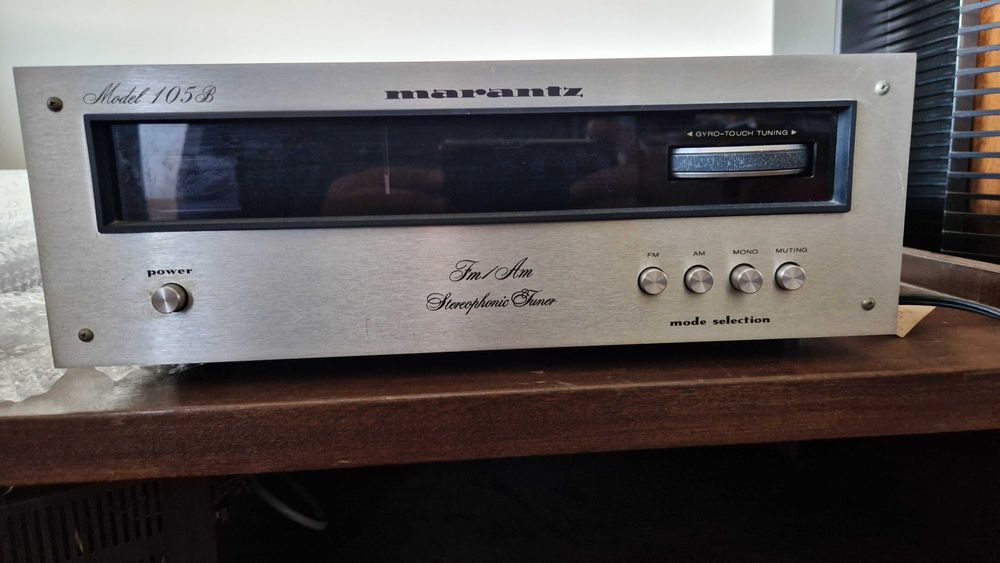 Model 105B
marantz
◄ GYRO-TOUCH TUNING ►
power
Fm/Am
Stereophonic Tuner
FM AM MONO MUTING
mode selection